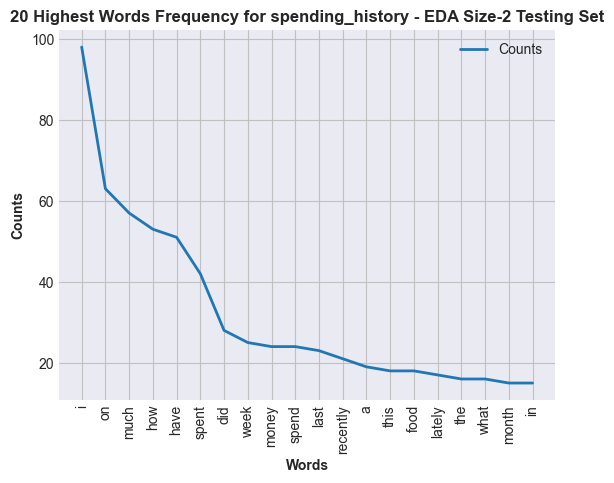 20 Highest Words Frequency for spending_history - EDA Size-2 Testing Set
Counts
100
80
60
40
20
Counts
i
on
much
how
have
spent
did
week
money
spend
last
recently
a
this
food
lately
the
what
month
in
Words